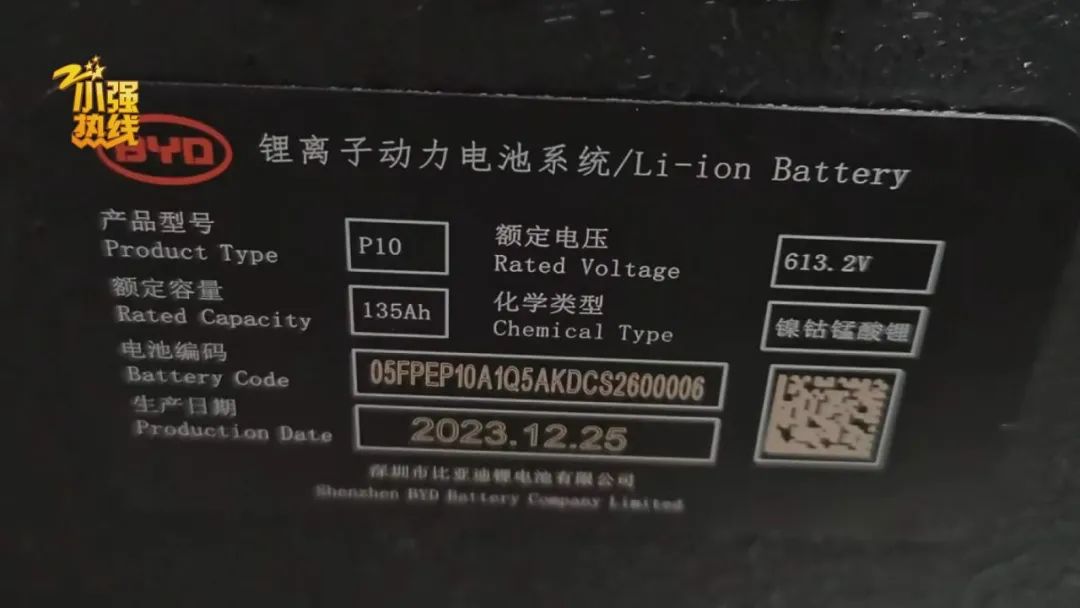 小强
热线
BYD
锂离子动力电池系统/Li-ion Battery
产品型号
Product Type
P10
额定电压
Rated Voltage
613.2V
额定容量
Rated Capacity
135Ah
化学类型
Chemical Type
镍钴锰酸锂
电池编码
Battery Code
05FPEP10A1Q5AKDCS2600006
生产日期
Production Date
2023.12.25
深圳市比亚迪锂电池有限公司
Shenzhen BYD Battery Company Limited